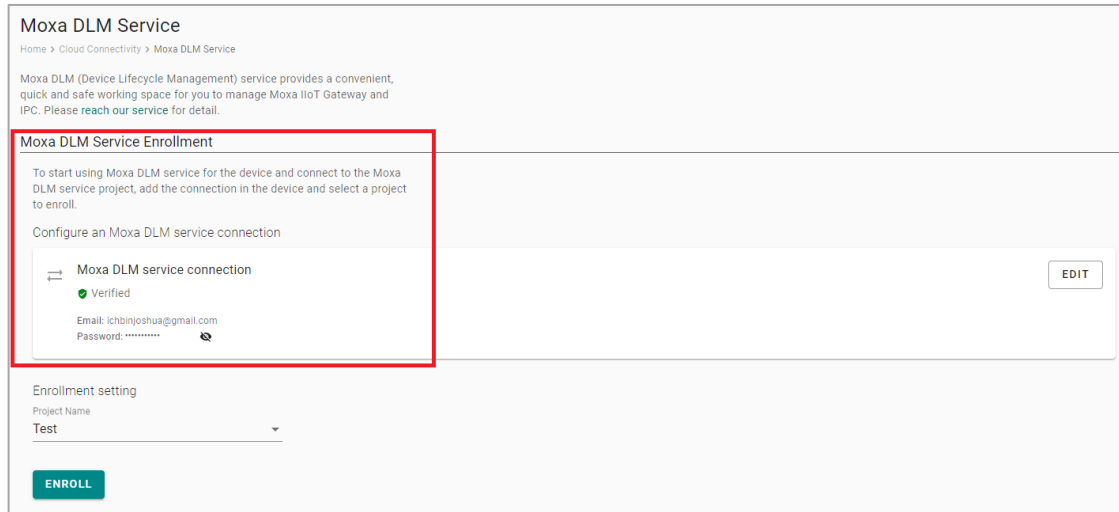 Moxa DLM Service
Home > Cloud Connectivity > Moxa DLM Service
Moxa DLM (Device Lifecycle Management) service provides a convenient,
quick and safe working space for you to manage Moxa IIoT Gateway and
IPC. Please reach our service for detail.
Moxa DLM Service Enrollment
To start using Moxa DLM service for the device and connect to the Moxa
DLM service project, add the connection in the device and select a project
to enroll.
Configure an Moxa DLM service connection
Moxa DLM service connection
EDIT
Verified
Email: ichbinjoshua@gmail.com
Password: •••••••••••
Enrollment setting
Project Name
Test
ENROLL